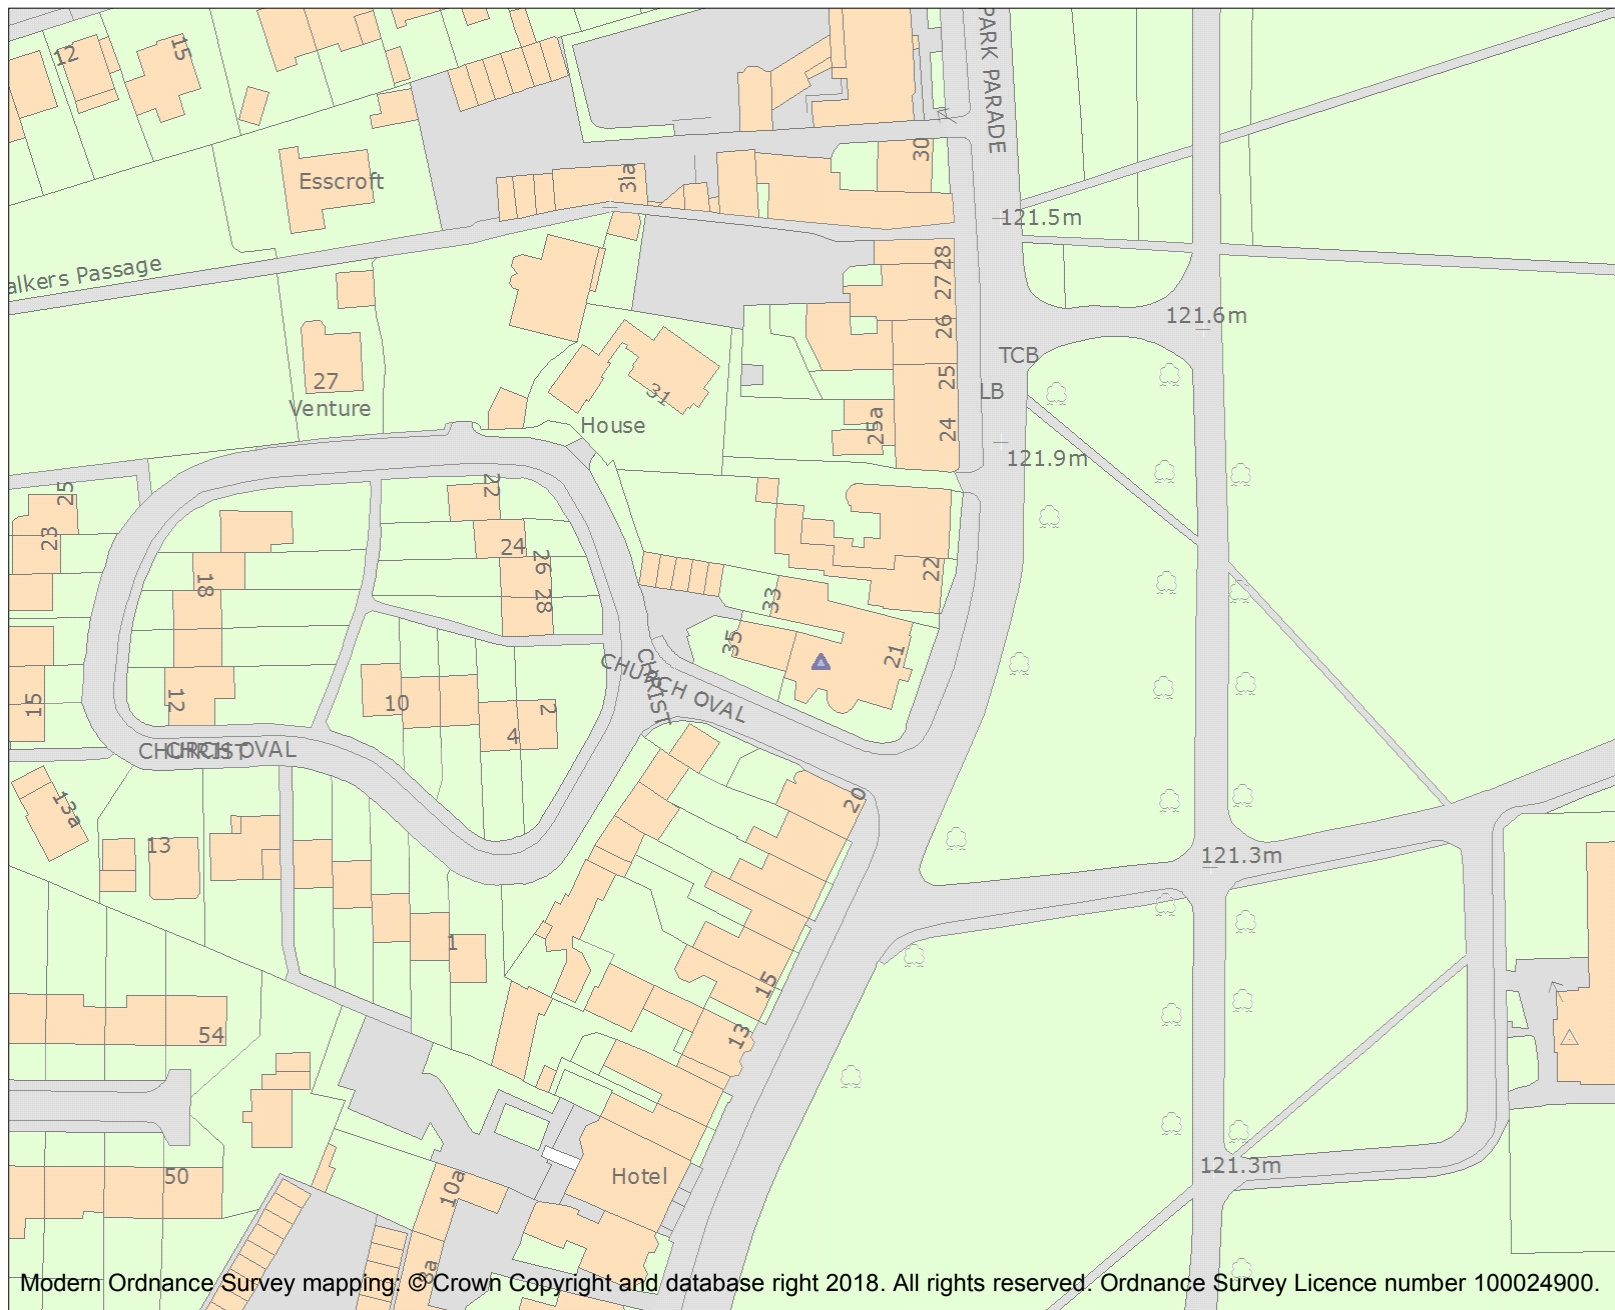 12
15
PARK PARADE
30
31a
Esscroft
121.5m
alkers Passage
28
27
26
121.6m
TCB
25
LB
27
Venture
31
House
25a
24
121.9m
22
25
23
24
26
28
18
22
33
35
21
CHURCH OVAL
CHRIST
15
12
10
2
4
CHRIST
CHURCH OVAL
20
13a
13
121.3m
1
15
54
13
50
Hotel
10a
121.3m
8a
Modern Ordnance Survey mapping: © Crown Copyright and database right 2018. All rights reserved. Ordnance Survey Licence number 100024900.